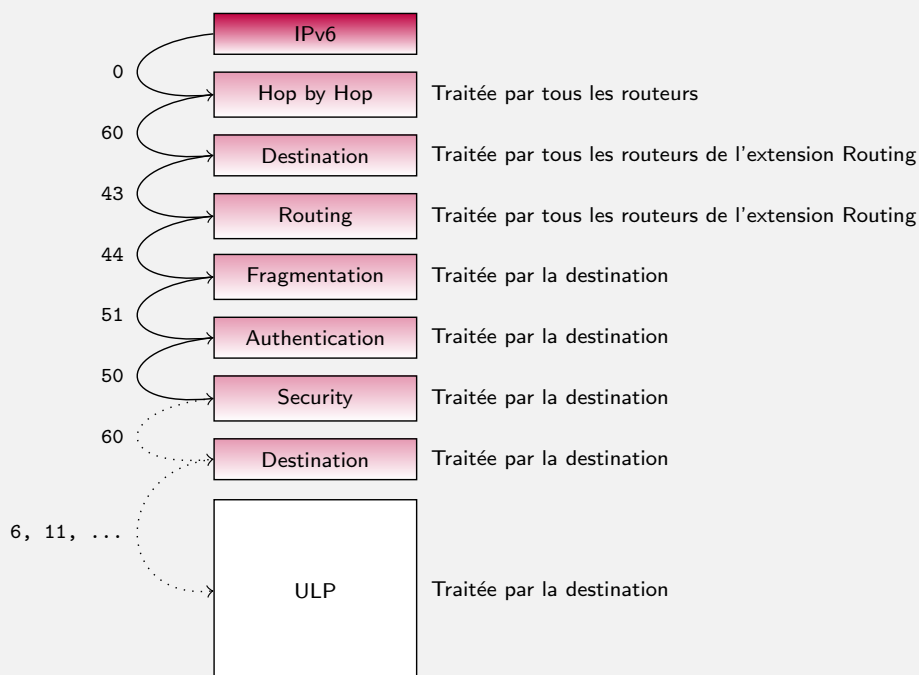 IPv6
0
Hop by Hop Traitée par tous les routeurs
60
Destination Traitée par tous les routeurs de l'extension Routing
43
Routing Traitée par tous les routeurs de l'extension Routing
44
Fragmentation Traitée par la destination
51
Authentication Traitée par la destination
50
Security Traitée par la destination
60
Destination Traitée par la destination
6, 11, ...
ULP Traitée par la destination